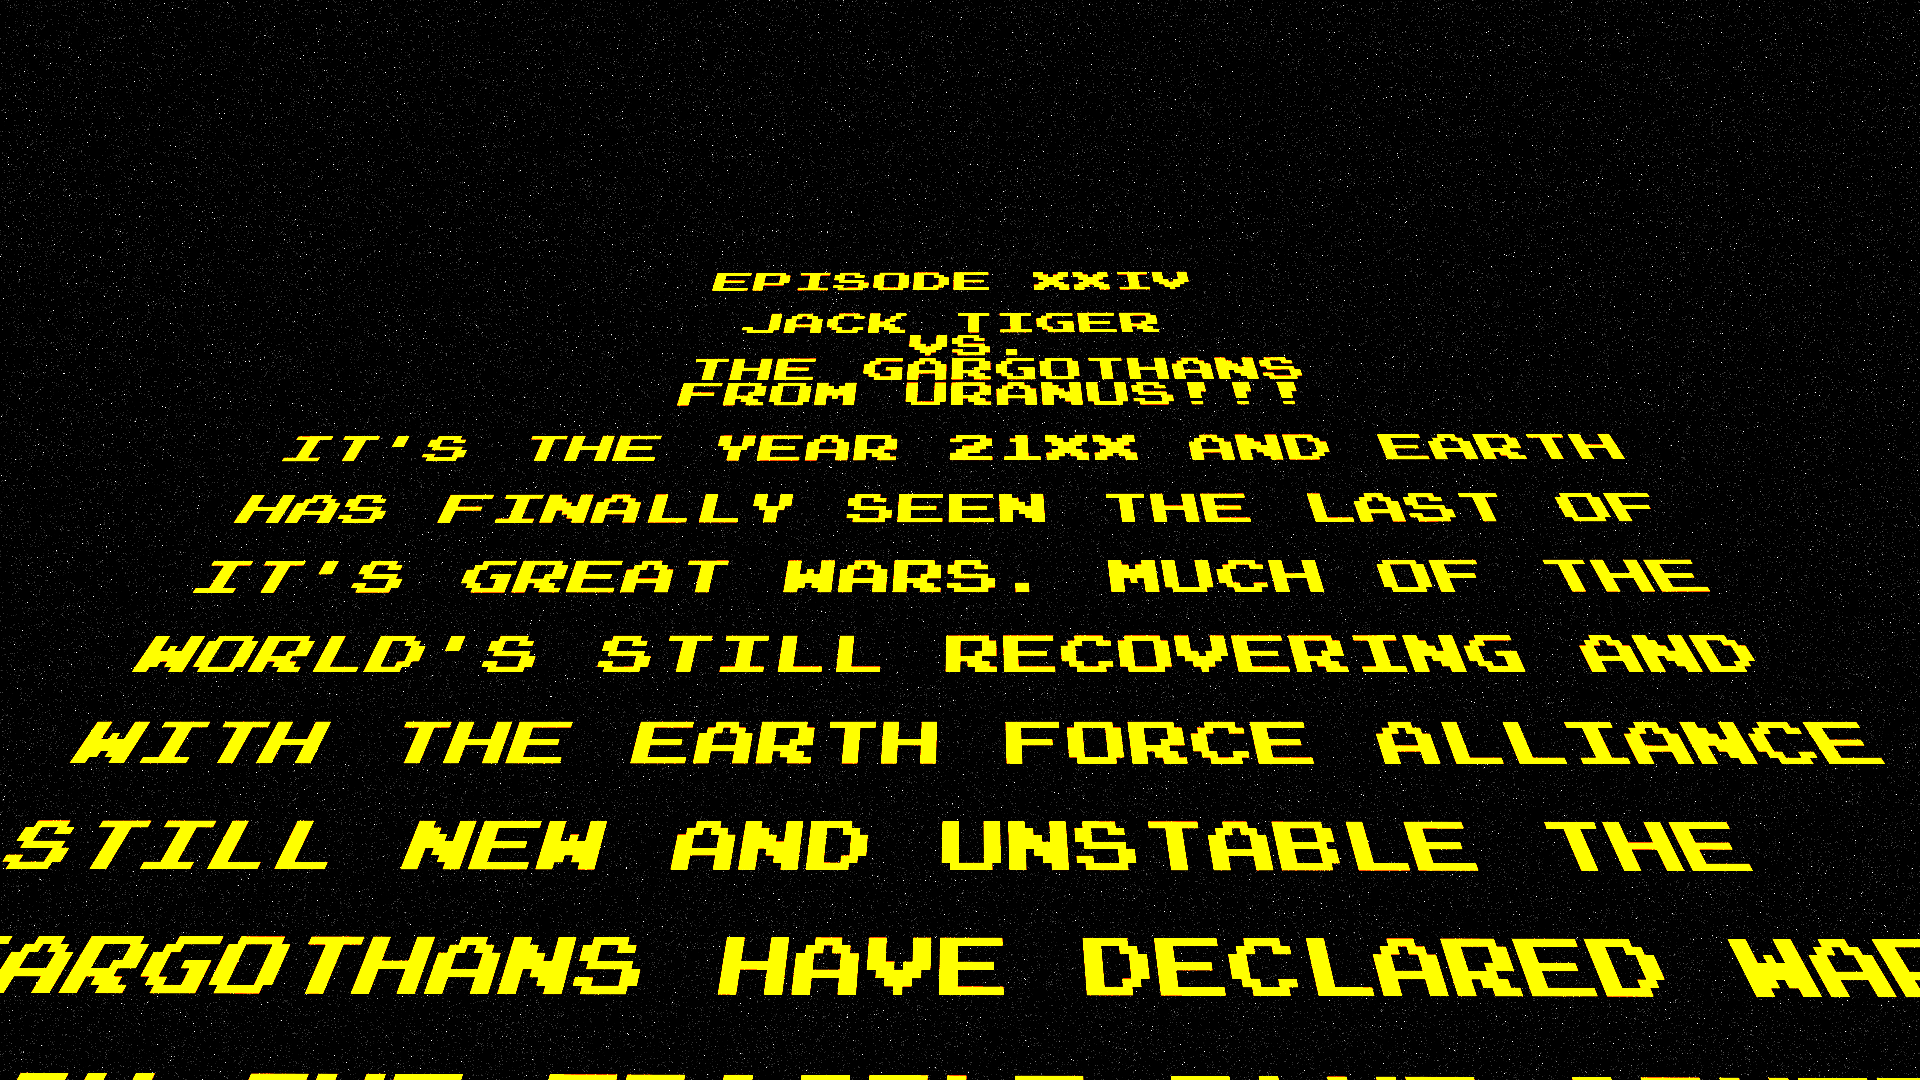 EPISODE XXIV
JACK TIGER
VS.
THE GARGOTHANS
FROM URANUS!!!
IT'S THE YEAR 21XX AND EARTH
HAS FINALLY SEEN THE LAST OF
IT'S GREAT WARS. MUCH OF THE
WORLD'S STILL RECOVERING AND
WITH THE EARTH FORCE ALLIANCE
STILL NEW AND UNSTABLE THE
GARGOTHANS HAVE DECLARED WAR